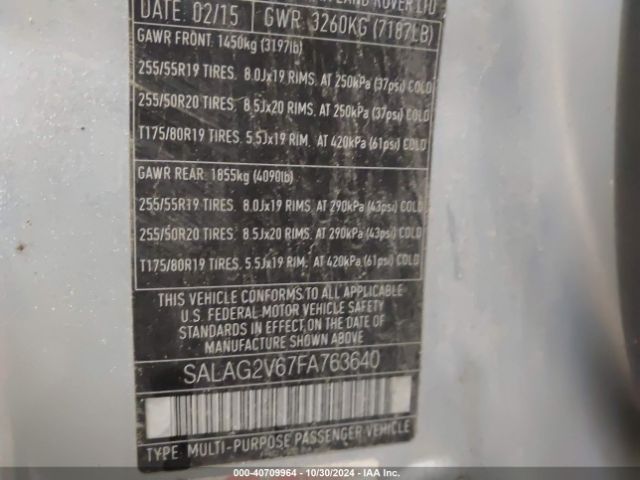 LAND ROVER LTD
DATE: 02/15 GWR: 3260KG (7187LB)
GAWR FRONT: 1450kg (3197lb)
255/55R19 TIRES. 8.0Jx19 RIMS. AT 250kPa (37psi) COLD
255/50R20 TIRES. 8.5Jx20 RIMS. AT 250kPa (37psi) COLD
T175/80R19 TIRES. 5.5Jx19 RIM. AT 420kPa (61psi) COLD
GAWR REAR: 1855kg (4090lb)
255/55R19 TIRES. 8.0Jx19 RIMS. AT 290kPa (43psi) COLD
255/50R20 TIRES. 8.5Jx20 RIMS. AT 290kPa (43psi) COLD
T175/80R19 TIRES. 5.5Jx19 RIM. AT 420kPa (61psi) COLD
THIS VEHICLE CONFORMS TO ALL APPLICABLE
U.S. FEDERAL MOTOR VEHICLE SAFETY
STANDARDS IN EFFECT ON THE DATE OF
MANUFACTURE SHOWN ABOVE
SALAG2V67FA763640
TYPE: MULTI-PURPOSE PASSENGER VEHICLE
000-40709964 - 10/30/2024 - IAA Inc.